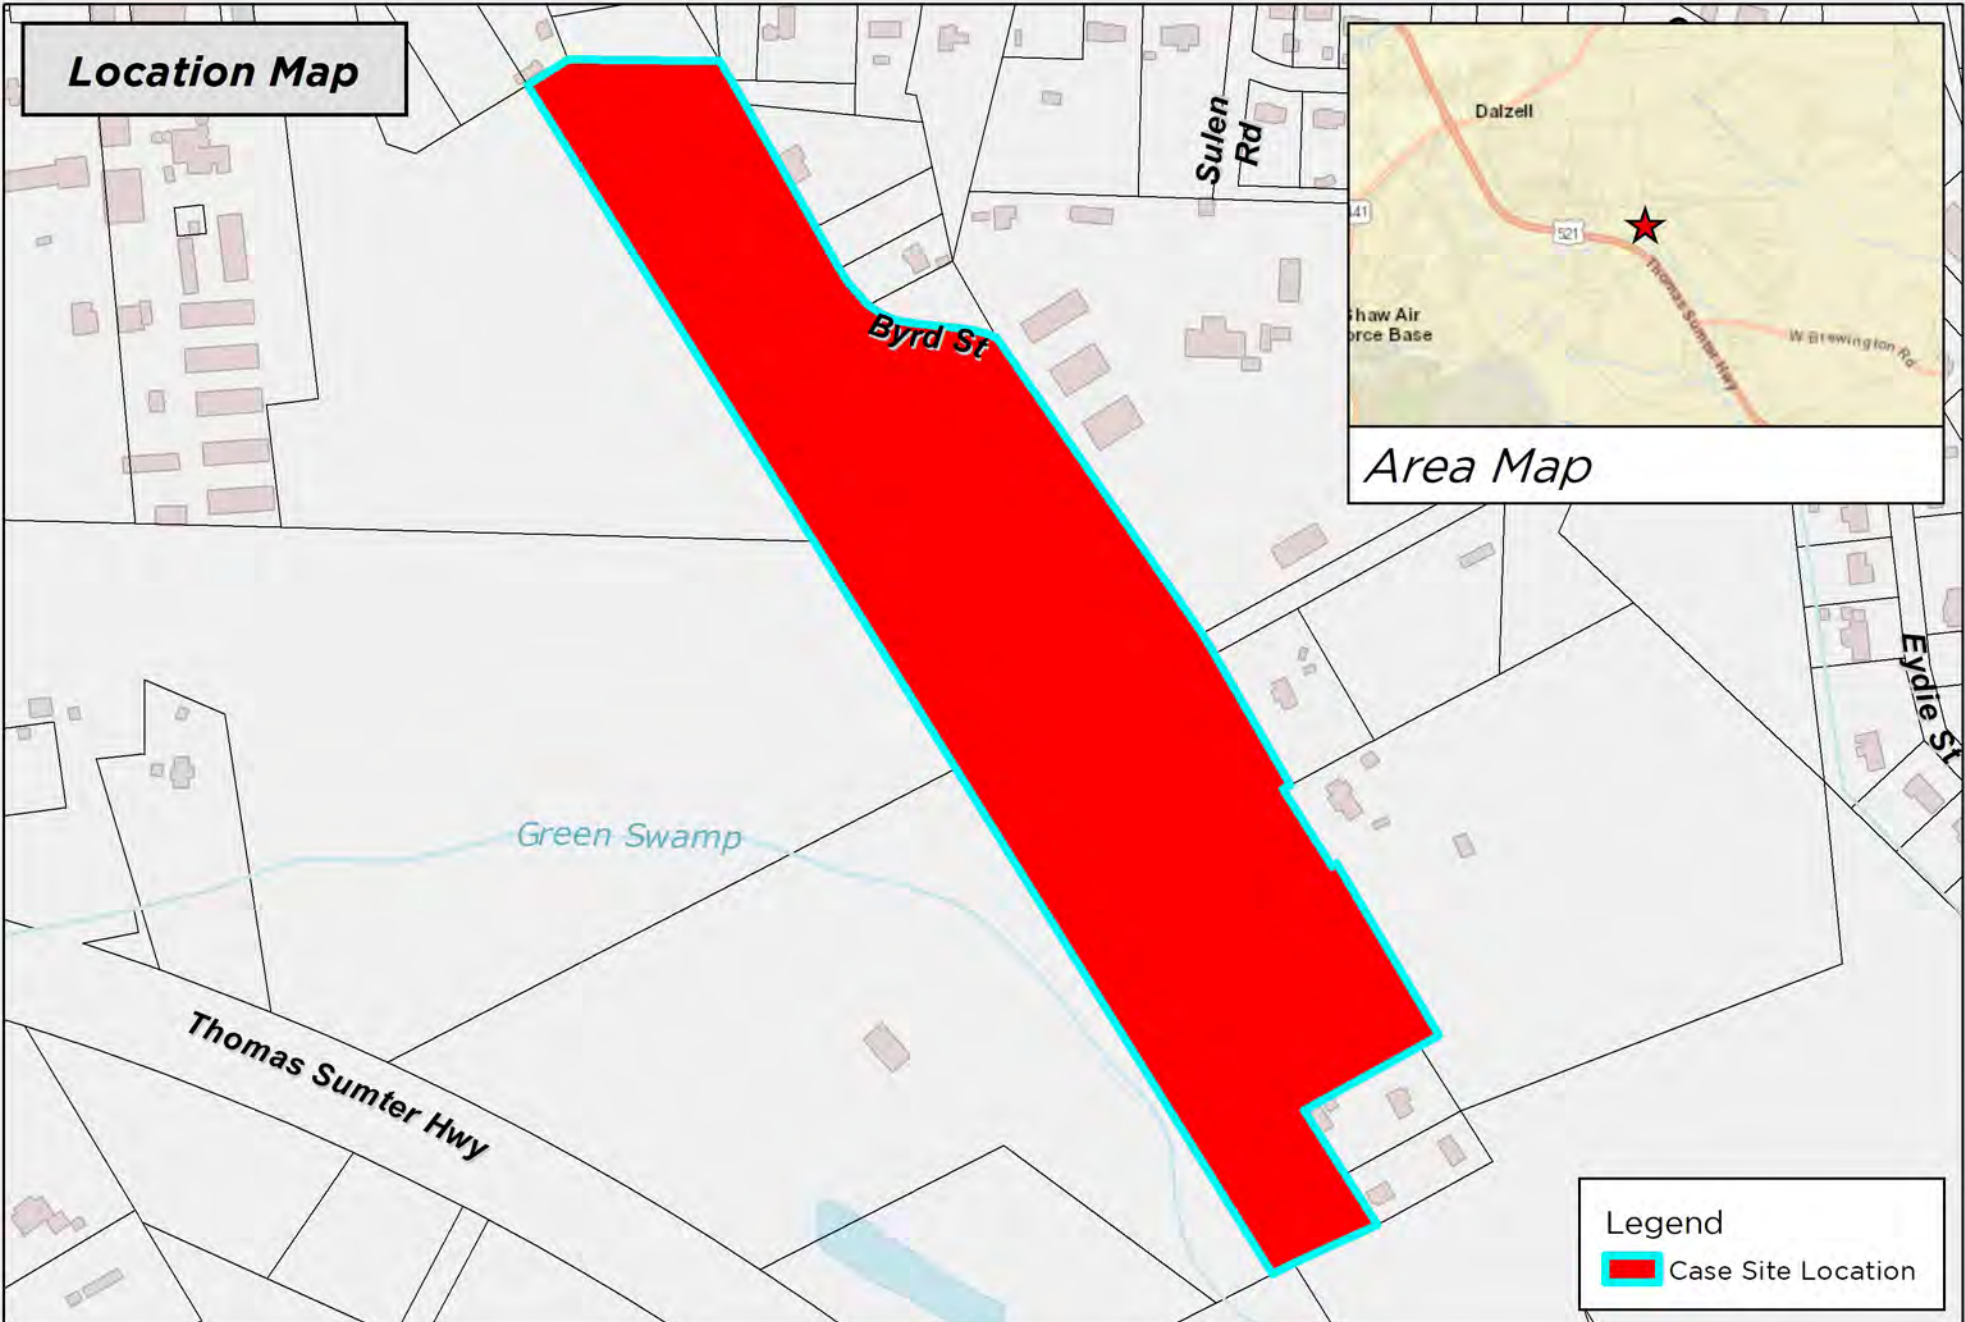 Location Map
Sulen
Rd
Byrd St
Dalzell
521
Thomas Sumter Hwy
W Brewington Rd
Shaw Air
Force Base
Area Map
Eydie St
Green Swamp
Thomas Sumter Hwy
Legend
Case Site Location